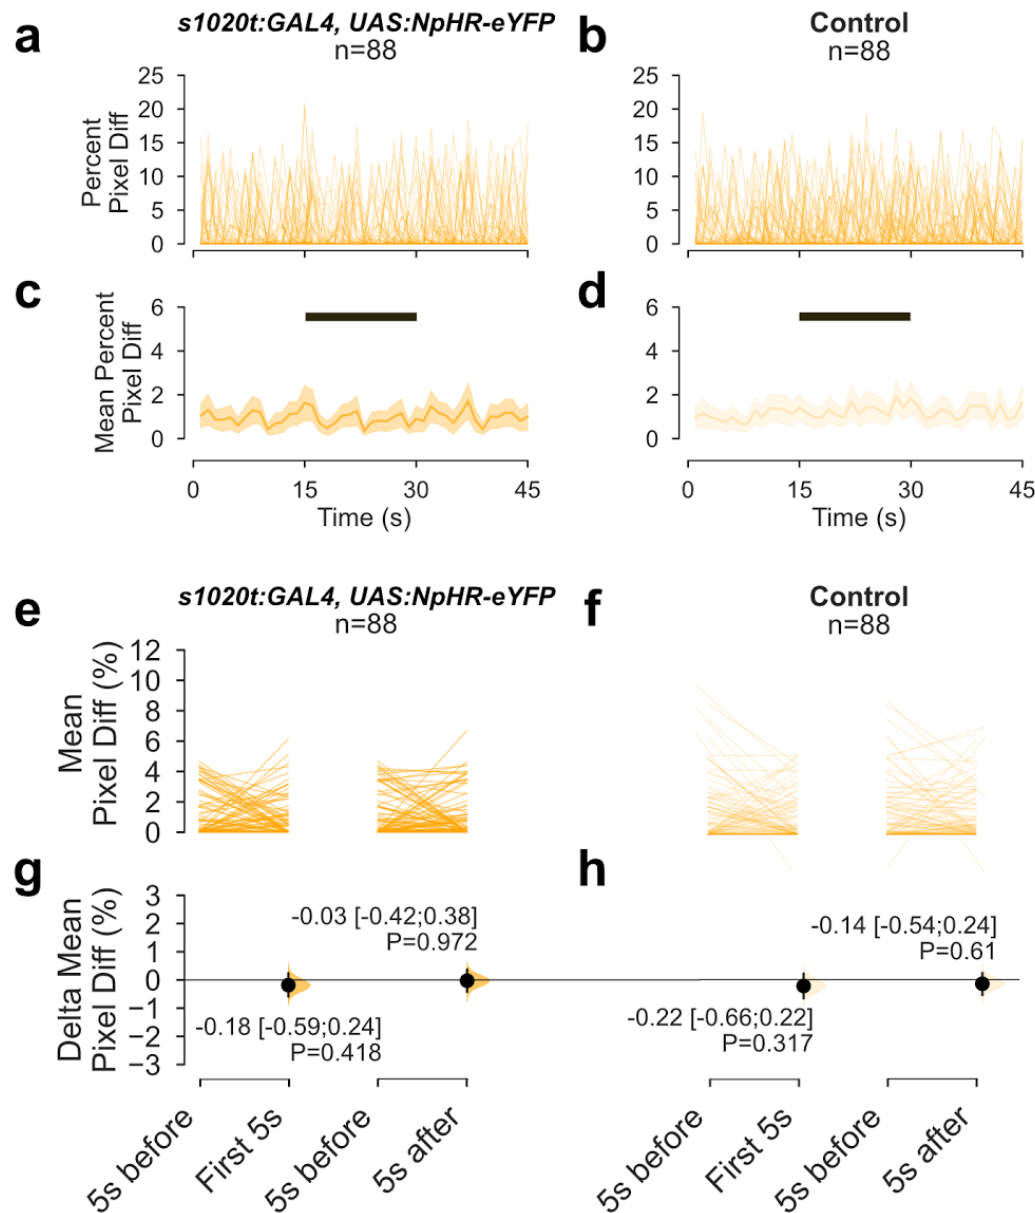 a
s1020t:GAL4, UAS:NpHR-eYFP
n=88
b
Control
n=88
Percent
Pixel Diff
25
20
15
10
5
0
25
20
15
10
5
0
c
d
Mean Percent
Pixel Diff
6
4
2
0
6
4
2
0
0
15
30
45
Time (s)
0
15
30
45
Time (s)
e
s1020t:GAL4, UAS:NpHR-eYFP
n=88
f
Control
n=88
Mean
Pixel Diff (%)
12
10
8
6
4
2
0
g
h
Delta Mean
Pixel Diff (%)
3
2
1
0
−1
−2
−3
-0.03 [-0.42;0.38]
P=0.972
-0.18 [-0.59;0.24]
P=0.418
-0.14 [-0.54;0.24]
P=0.61
-0.22 [-0.66;0.22]
P=0.317
5s before
First 5s
5s before
5s after
5s before
First 5s
5s before
5s after